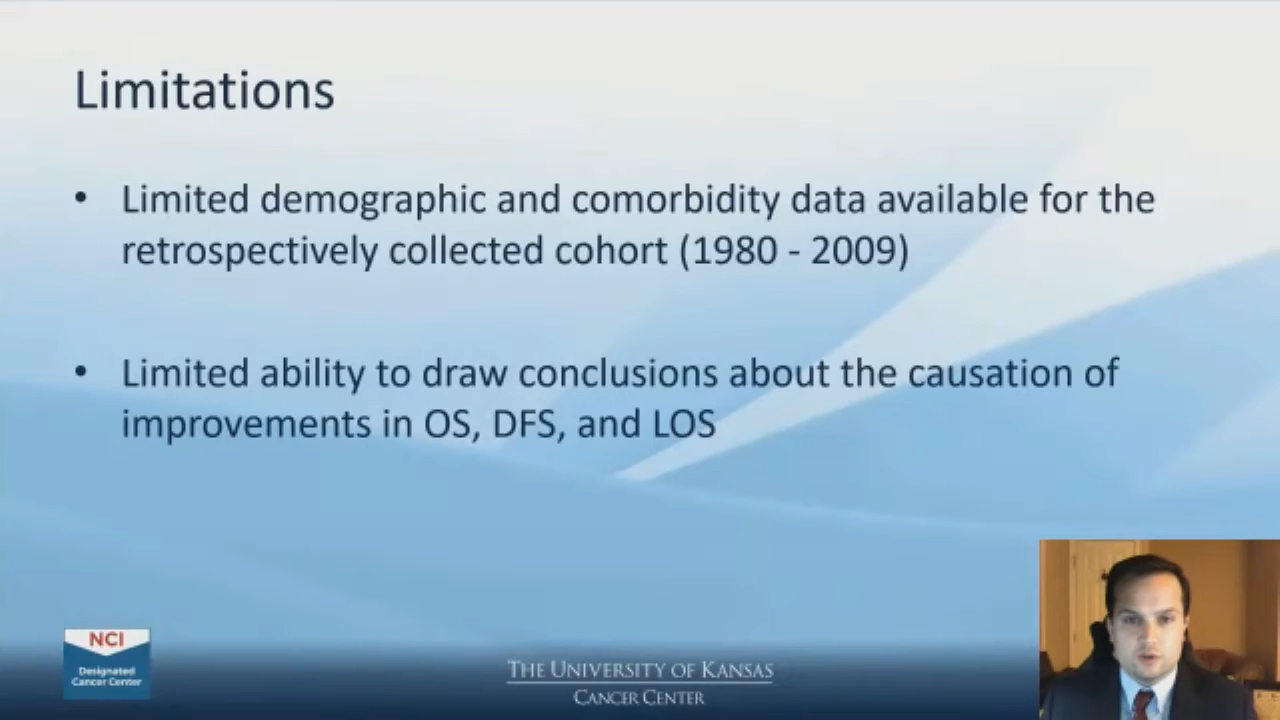 Limitations
• Limited demographic and comorbidity data available for the
retrospectively collected cohort (1980 - 2009)
• Limited ability to draw conclusions about the causation of
improvements in OS, DFS, and LOS
NCI
Designated
Cancer Center
THE UNIVERSITY OF KANSAS
CANCER CENTER